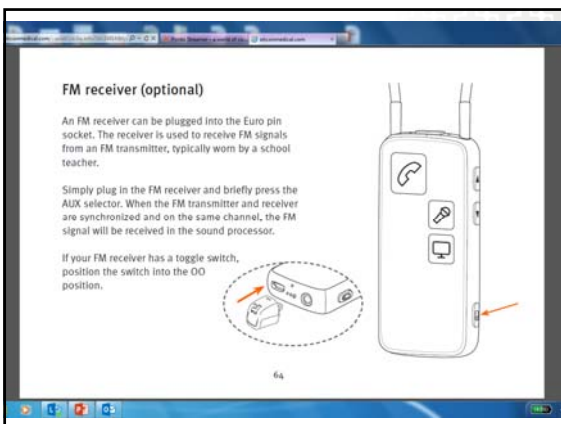 FM receiver (optional)
An FM receiver can be plugged into the Euro pin
socket. The receiver is used to receive FM signals
from an FM transmitter, typically worn by a school
teacher.
Simply plug in the FM receiver and briefly press the
AUX selector. When the FM transmitter and receiver
are synchronized and on the same channel, the FM
signal will be received in the sound processor.
If your FM receiver has a toggle switch,
position the switch into the OO
position.
64